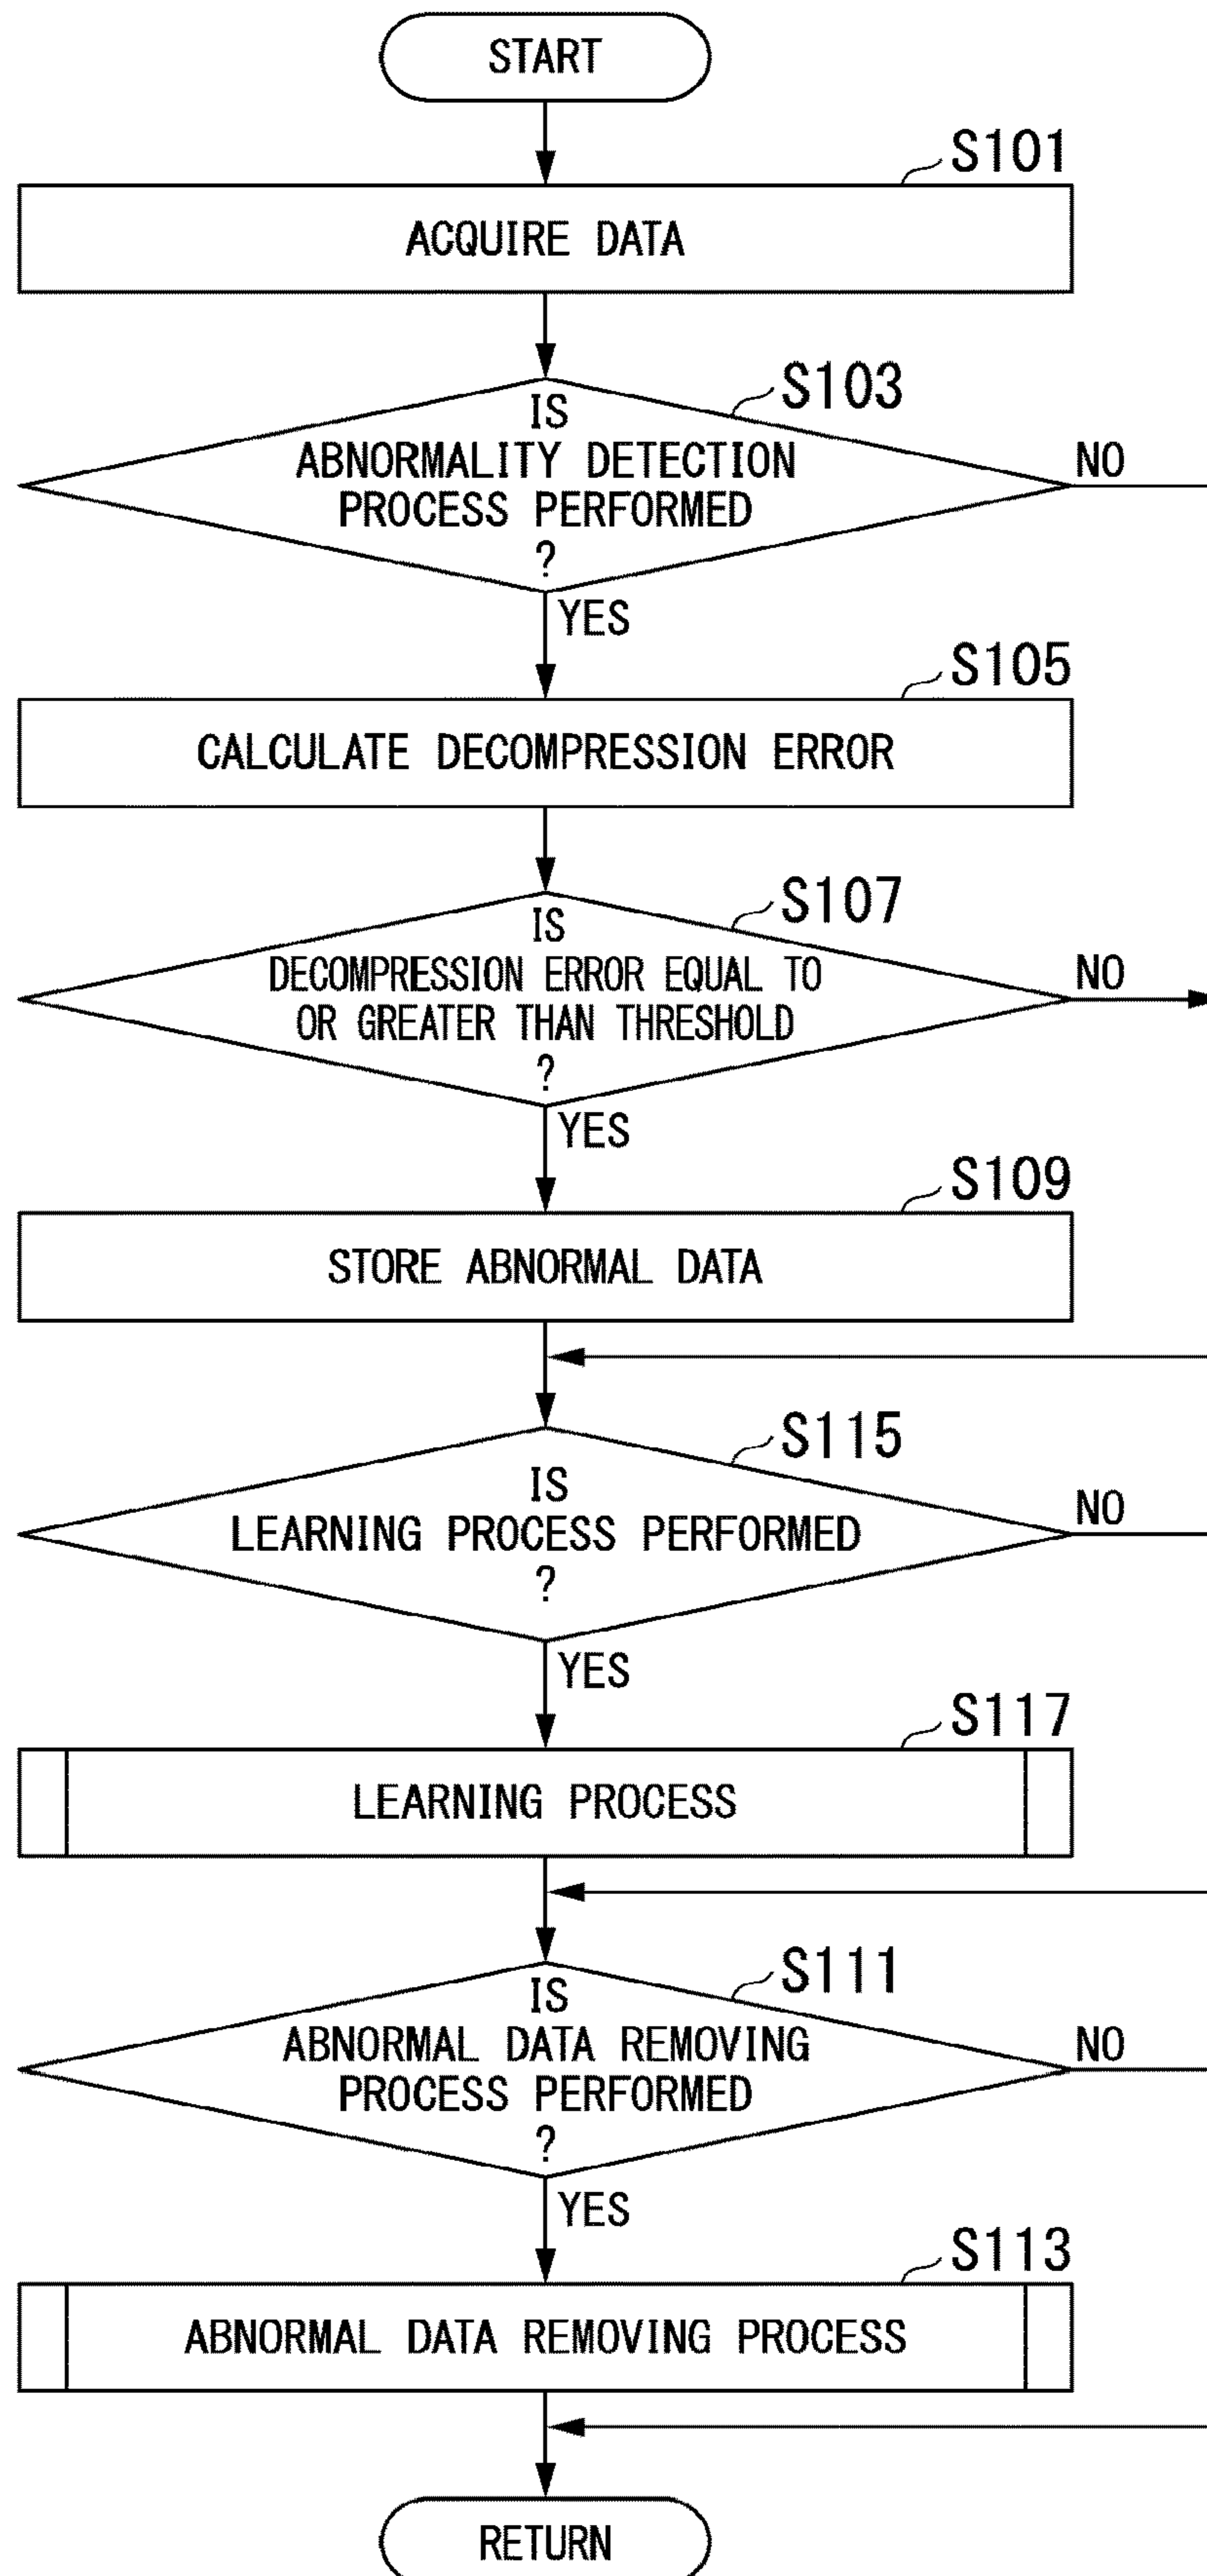 START
S101
ACQUIRE DATA
S103
IS
ABNORMALITY DETECTION
PROCESS PERFORMED
?
NO
YES
S105
CALCULATE DECOMPRESSION ERROR
S107
IS
DECOMPRESSION ERROR EQUAL TO
OR GREATER THAN THRESHOLD
?
NO
YES
S109
STORE ABNORMAL DATA
S115
IS
LEARNING PROCESS PERFORMED
?
NO
YES
S117
LEARNING PROCESS
S111
IS
ABNORMAL DATA REMOVING
PROCESS PERFORMED
?
NO
YES
S113
ABNORMAL DATA REMOVING PROCESS
RETURN